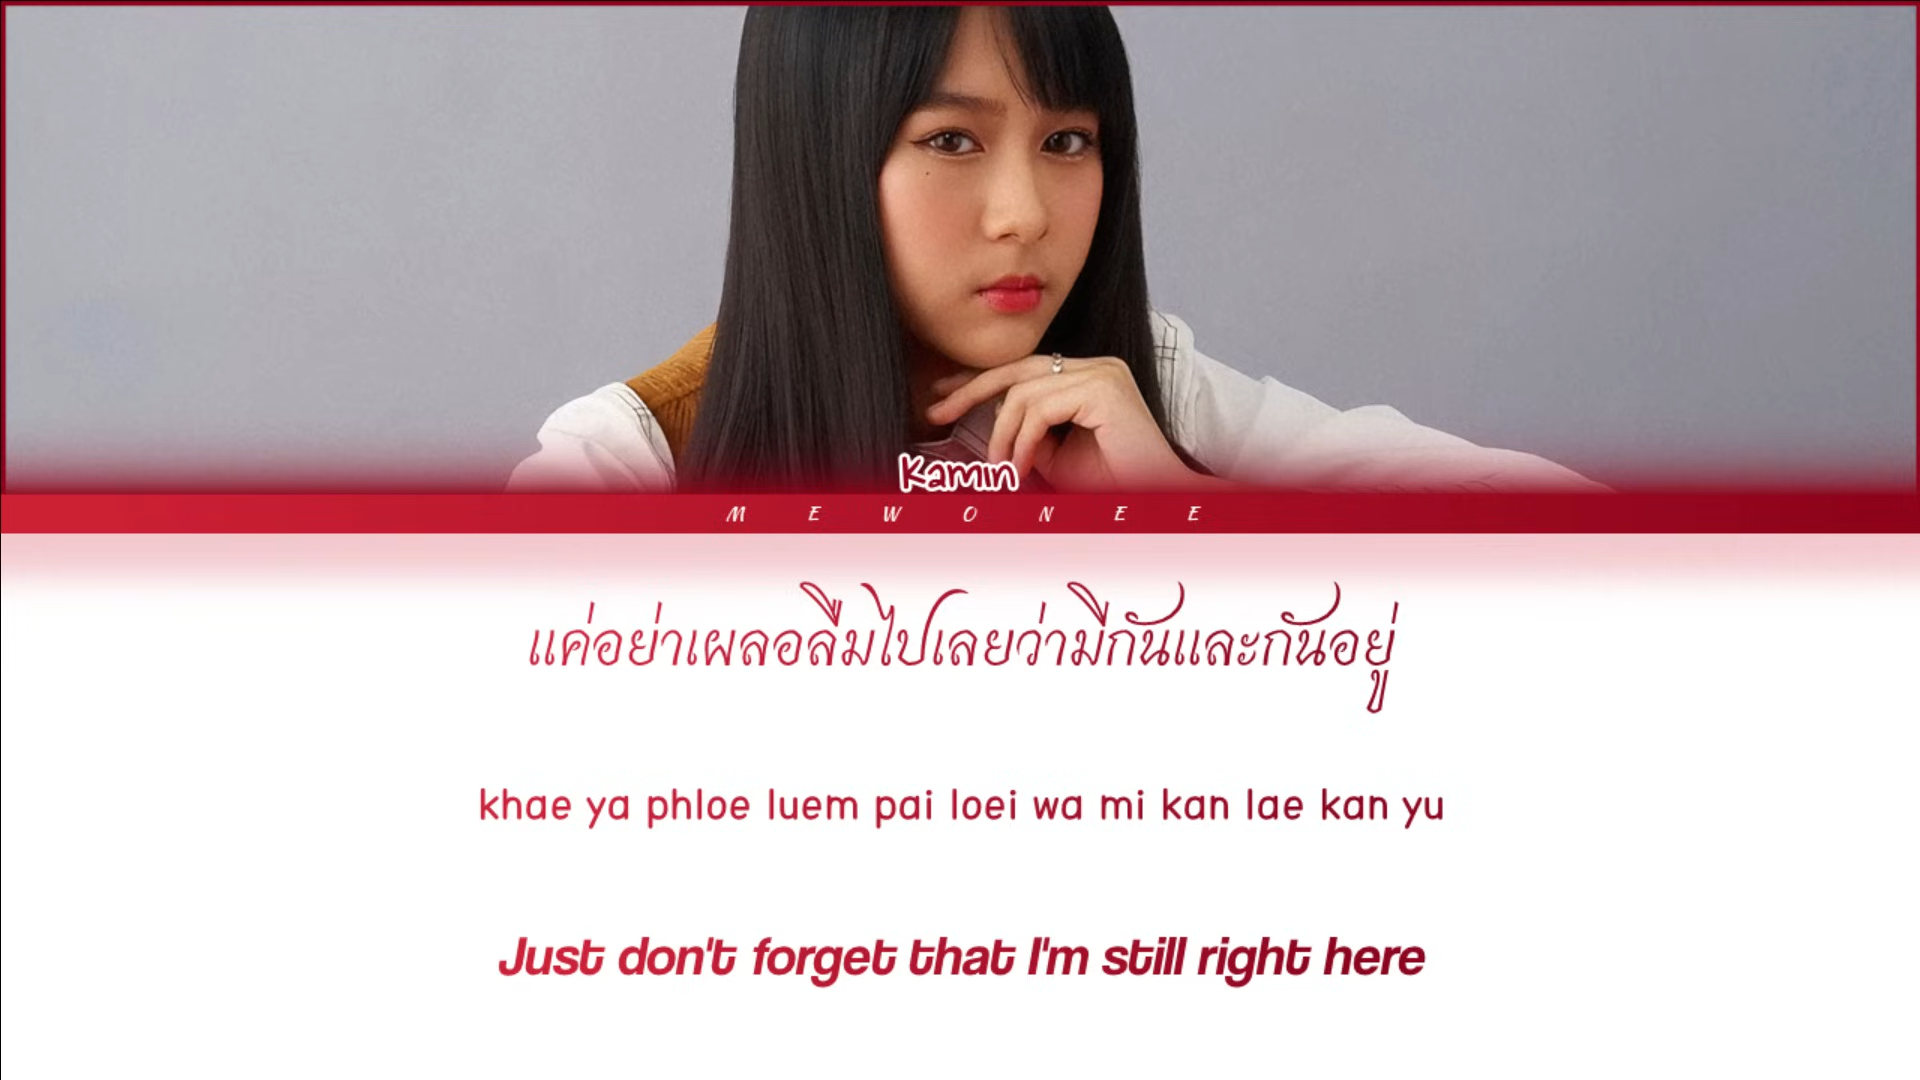 Kamin
MEWONEE
แค่อย่าเผลอลืมไปเลยว่ามีกันและกันอยู่
khae ya phloe luem pai loei wa mi kan lae kan yu
Just don't forget that I'm still right here